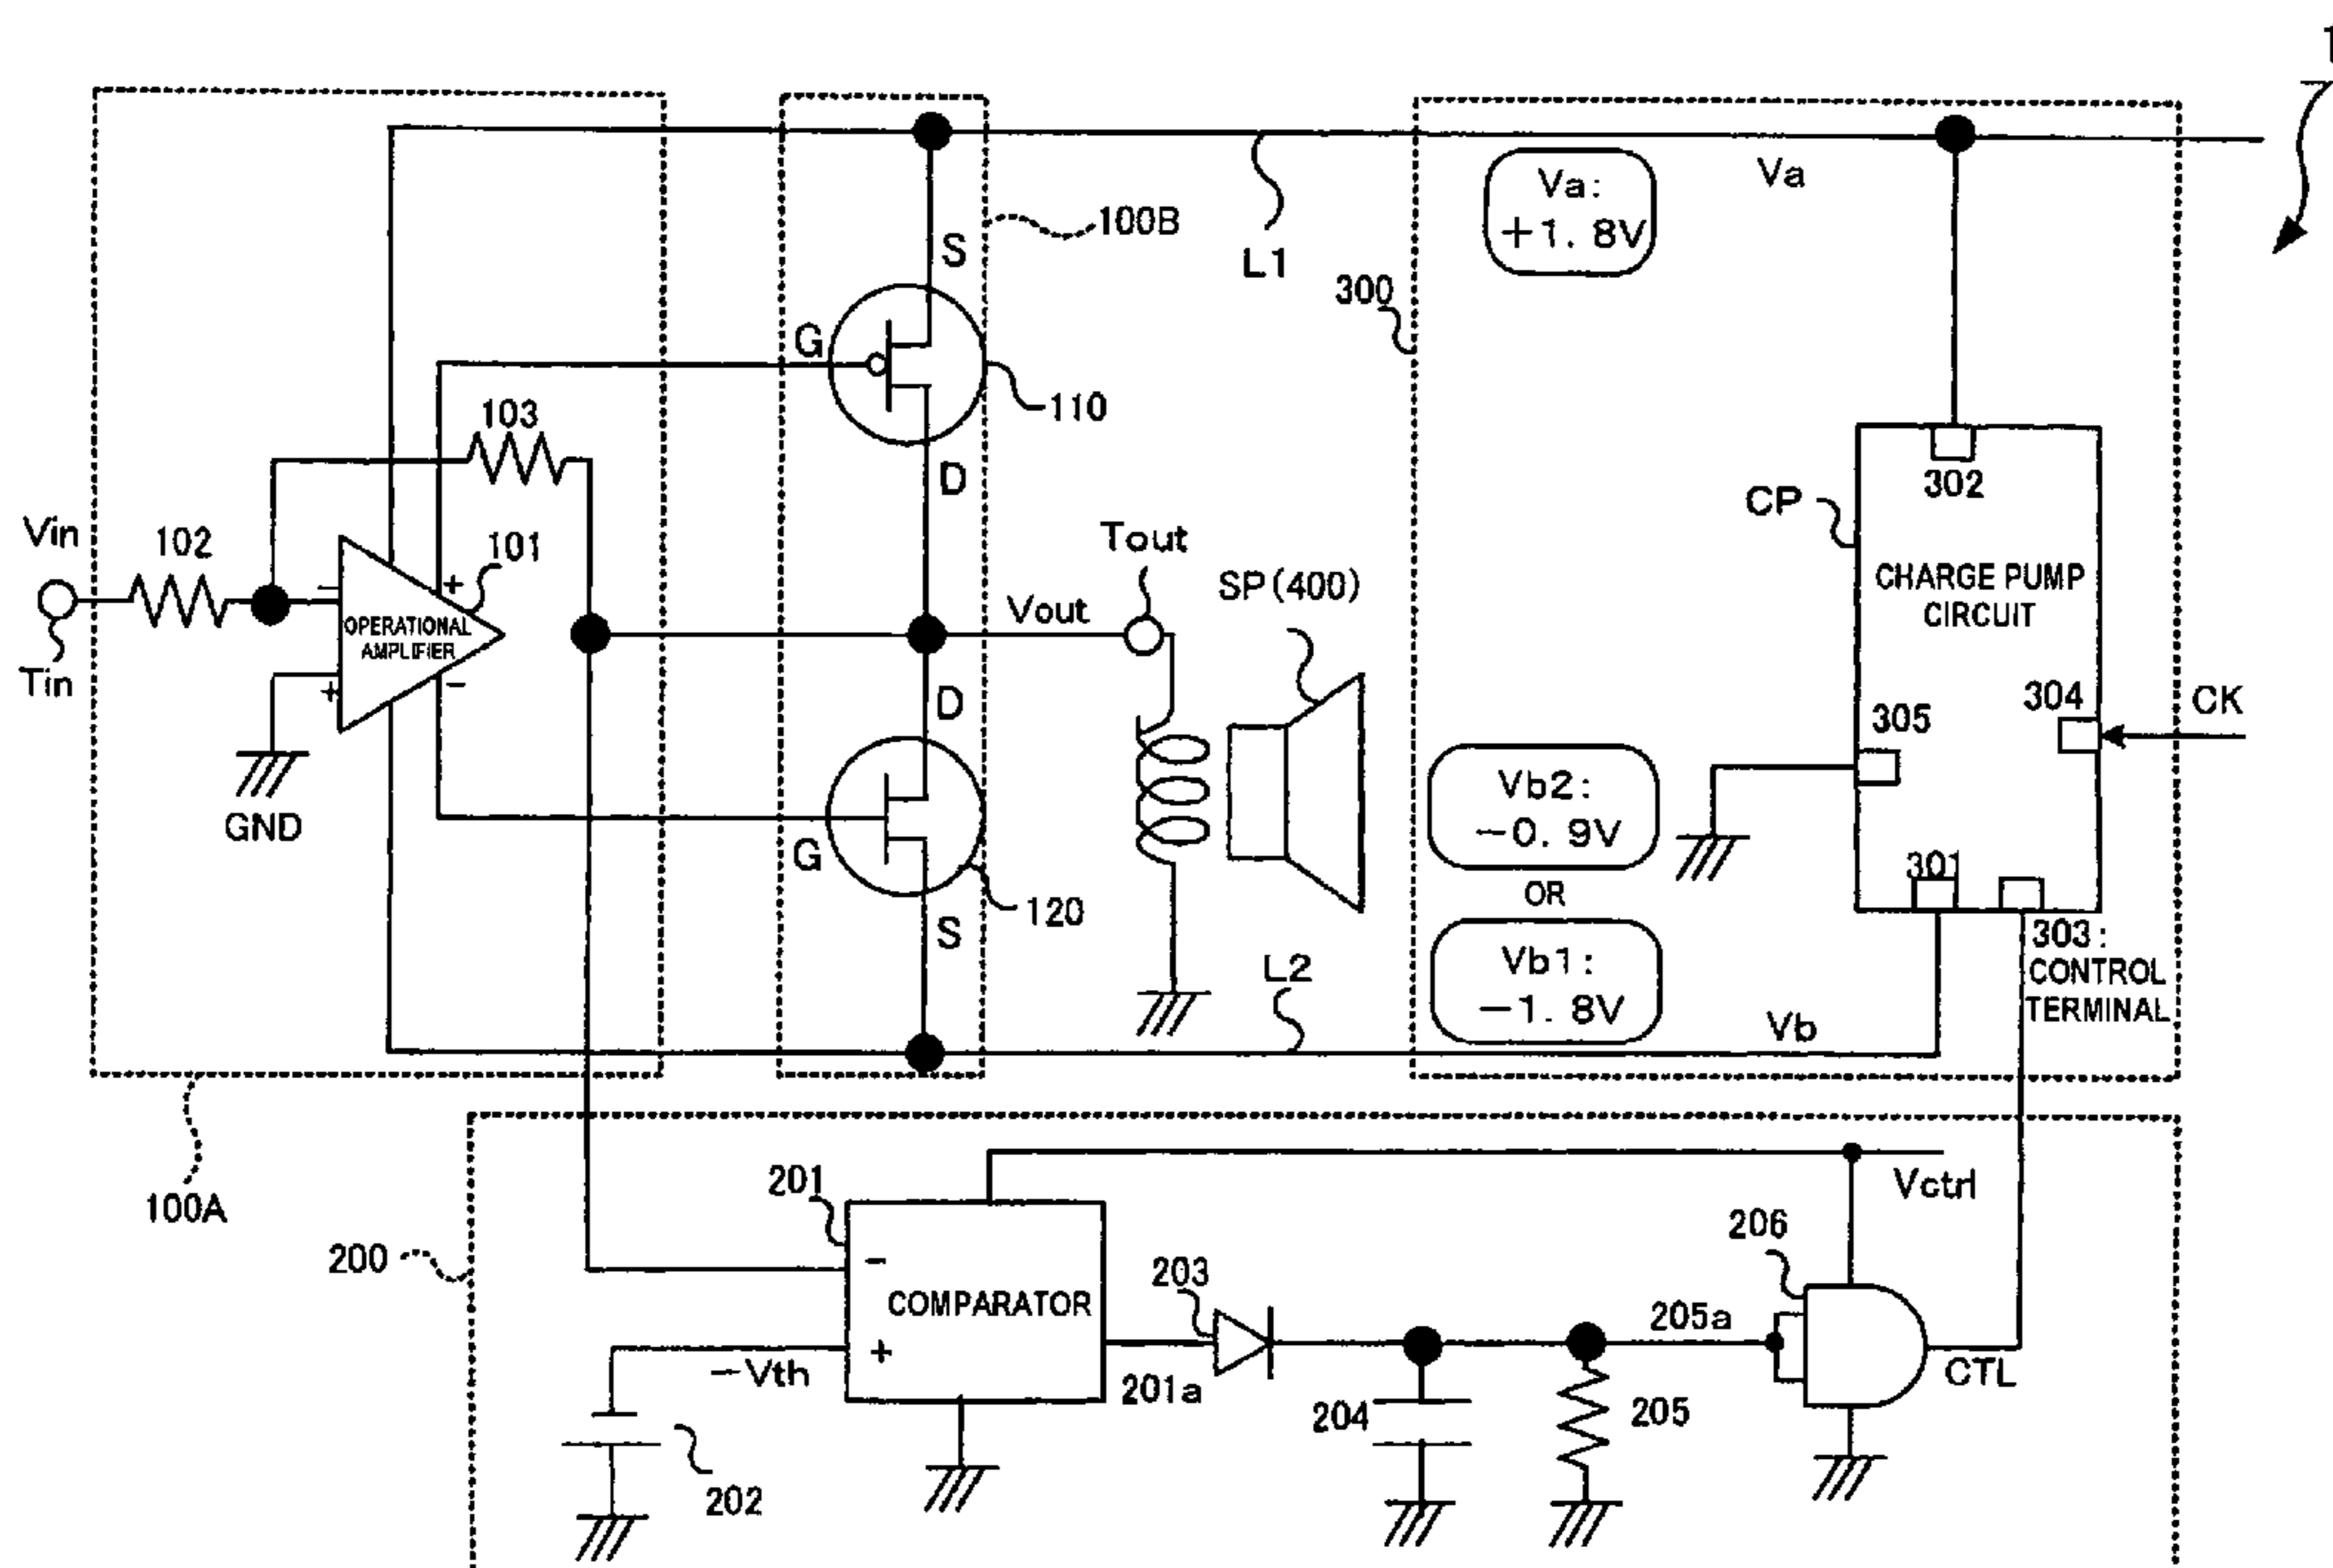 1
Va
Va:
+1. 8V
100B
S
L1
300
G
110
103
D
302
CP
Vin
102
101
Tout
SP(400)
CHARGE PUMP
CIRCUIT
−
+
OPERATIONAL
AMPLIFIER
Vout
Tin
+
−
D
304
CK
305
GND
G
Vb2:
−0. 9V
OR
301
120
S
303:
CONTROL
TERMINAL
L2
Vb1:
−1. 8V
Vb
100A
201
Vctrl
206
200
−
203
COMPARATOR
205a
+
−Vth
201a
CTL
204
205
202